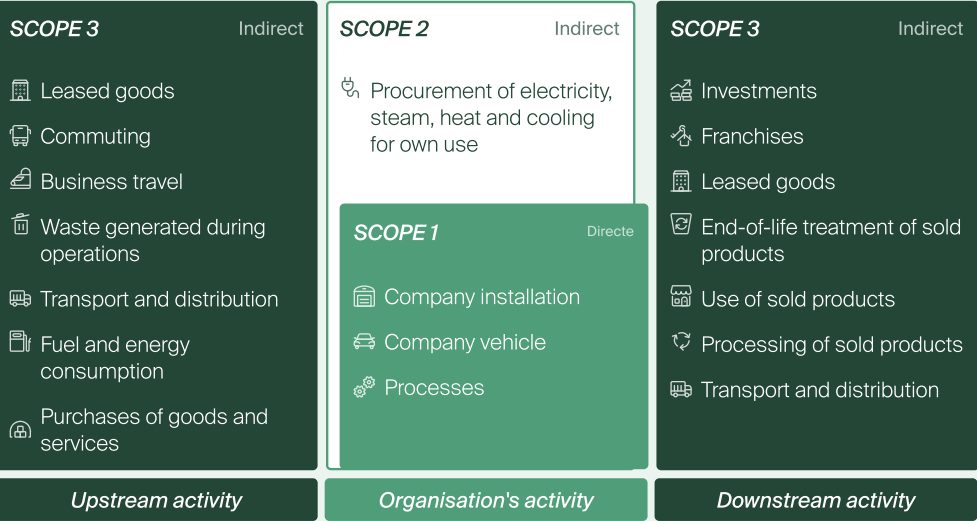 SCOPE 3 Indirect
Leased goods
Commuting
Business travel
Waste generated during
operations
Transport and distribution
Fuel and energy
consumption
Purchases of goods and
services
Upstream activity
SCOPE 2 Indirect
Procurement of electricity,
steam, heat and cooling
for own use
SCOPE 1 Directe
Company installation
Company vehicle
Processes
Organisation's activity
SCOPE 3 Indirect
Investments
Franchises
Leased goods
End-of-life treatment of sold
products
Use of sold products
Processing of sold products
Transport and distribution
Downstream activity